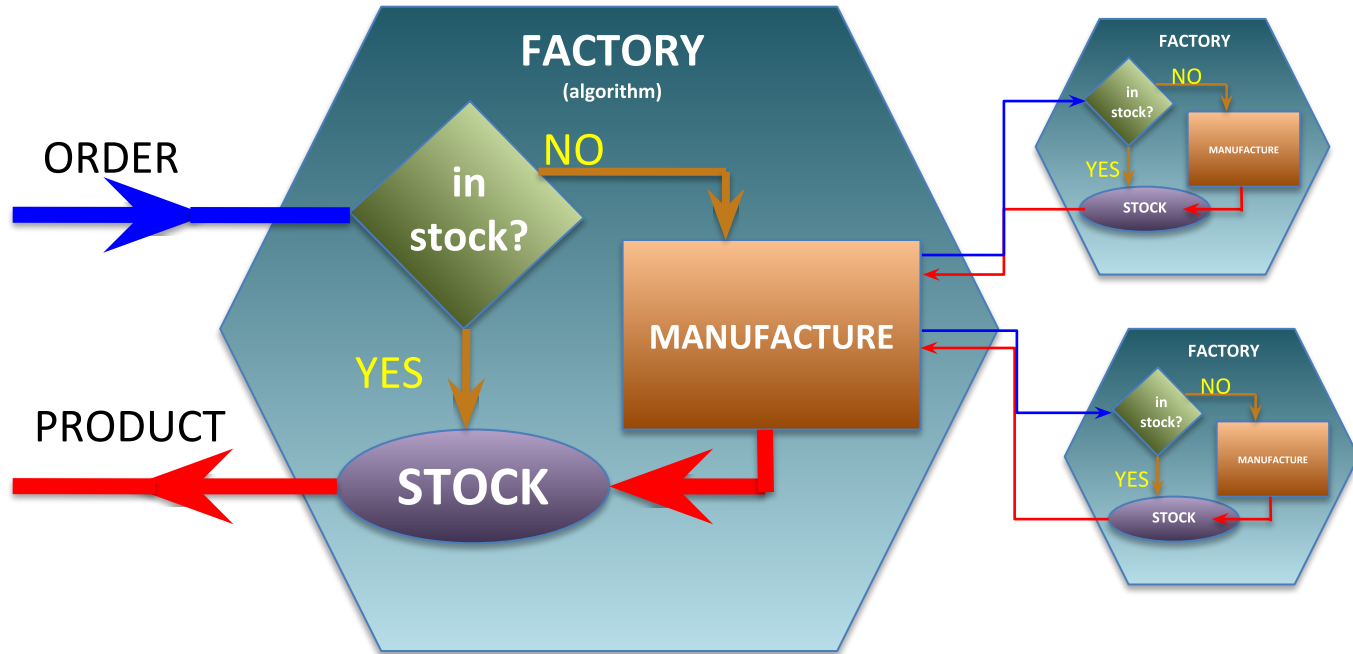 FACTORY
(algorithm)
ORDER
in
stock?
NO
YES
MANUFACTURE
PRODUCT
STOCK
FACTORY
in
stock?
NO
YES
MANUFACTURE
STOCK
FACTORY
in
stock?
NO
YES
MANUFACTURE
STOCK